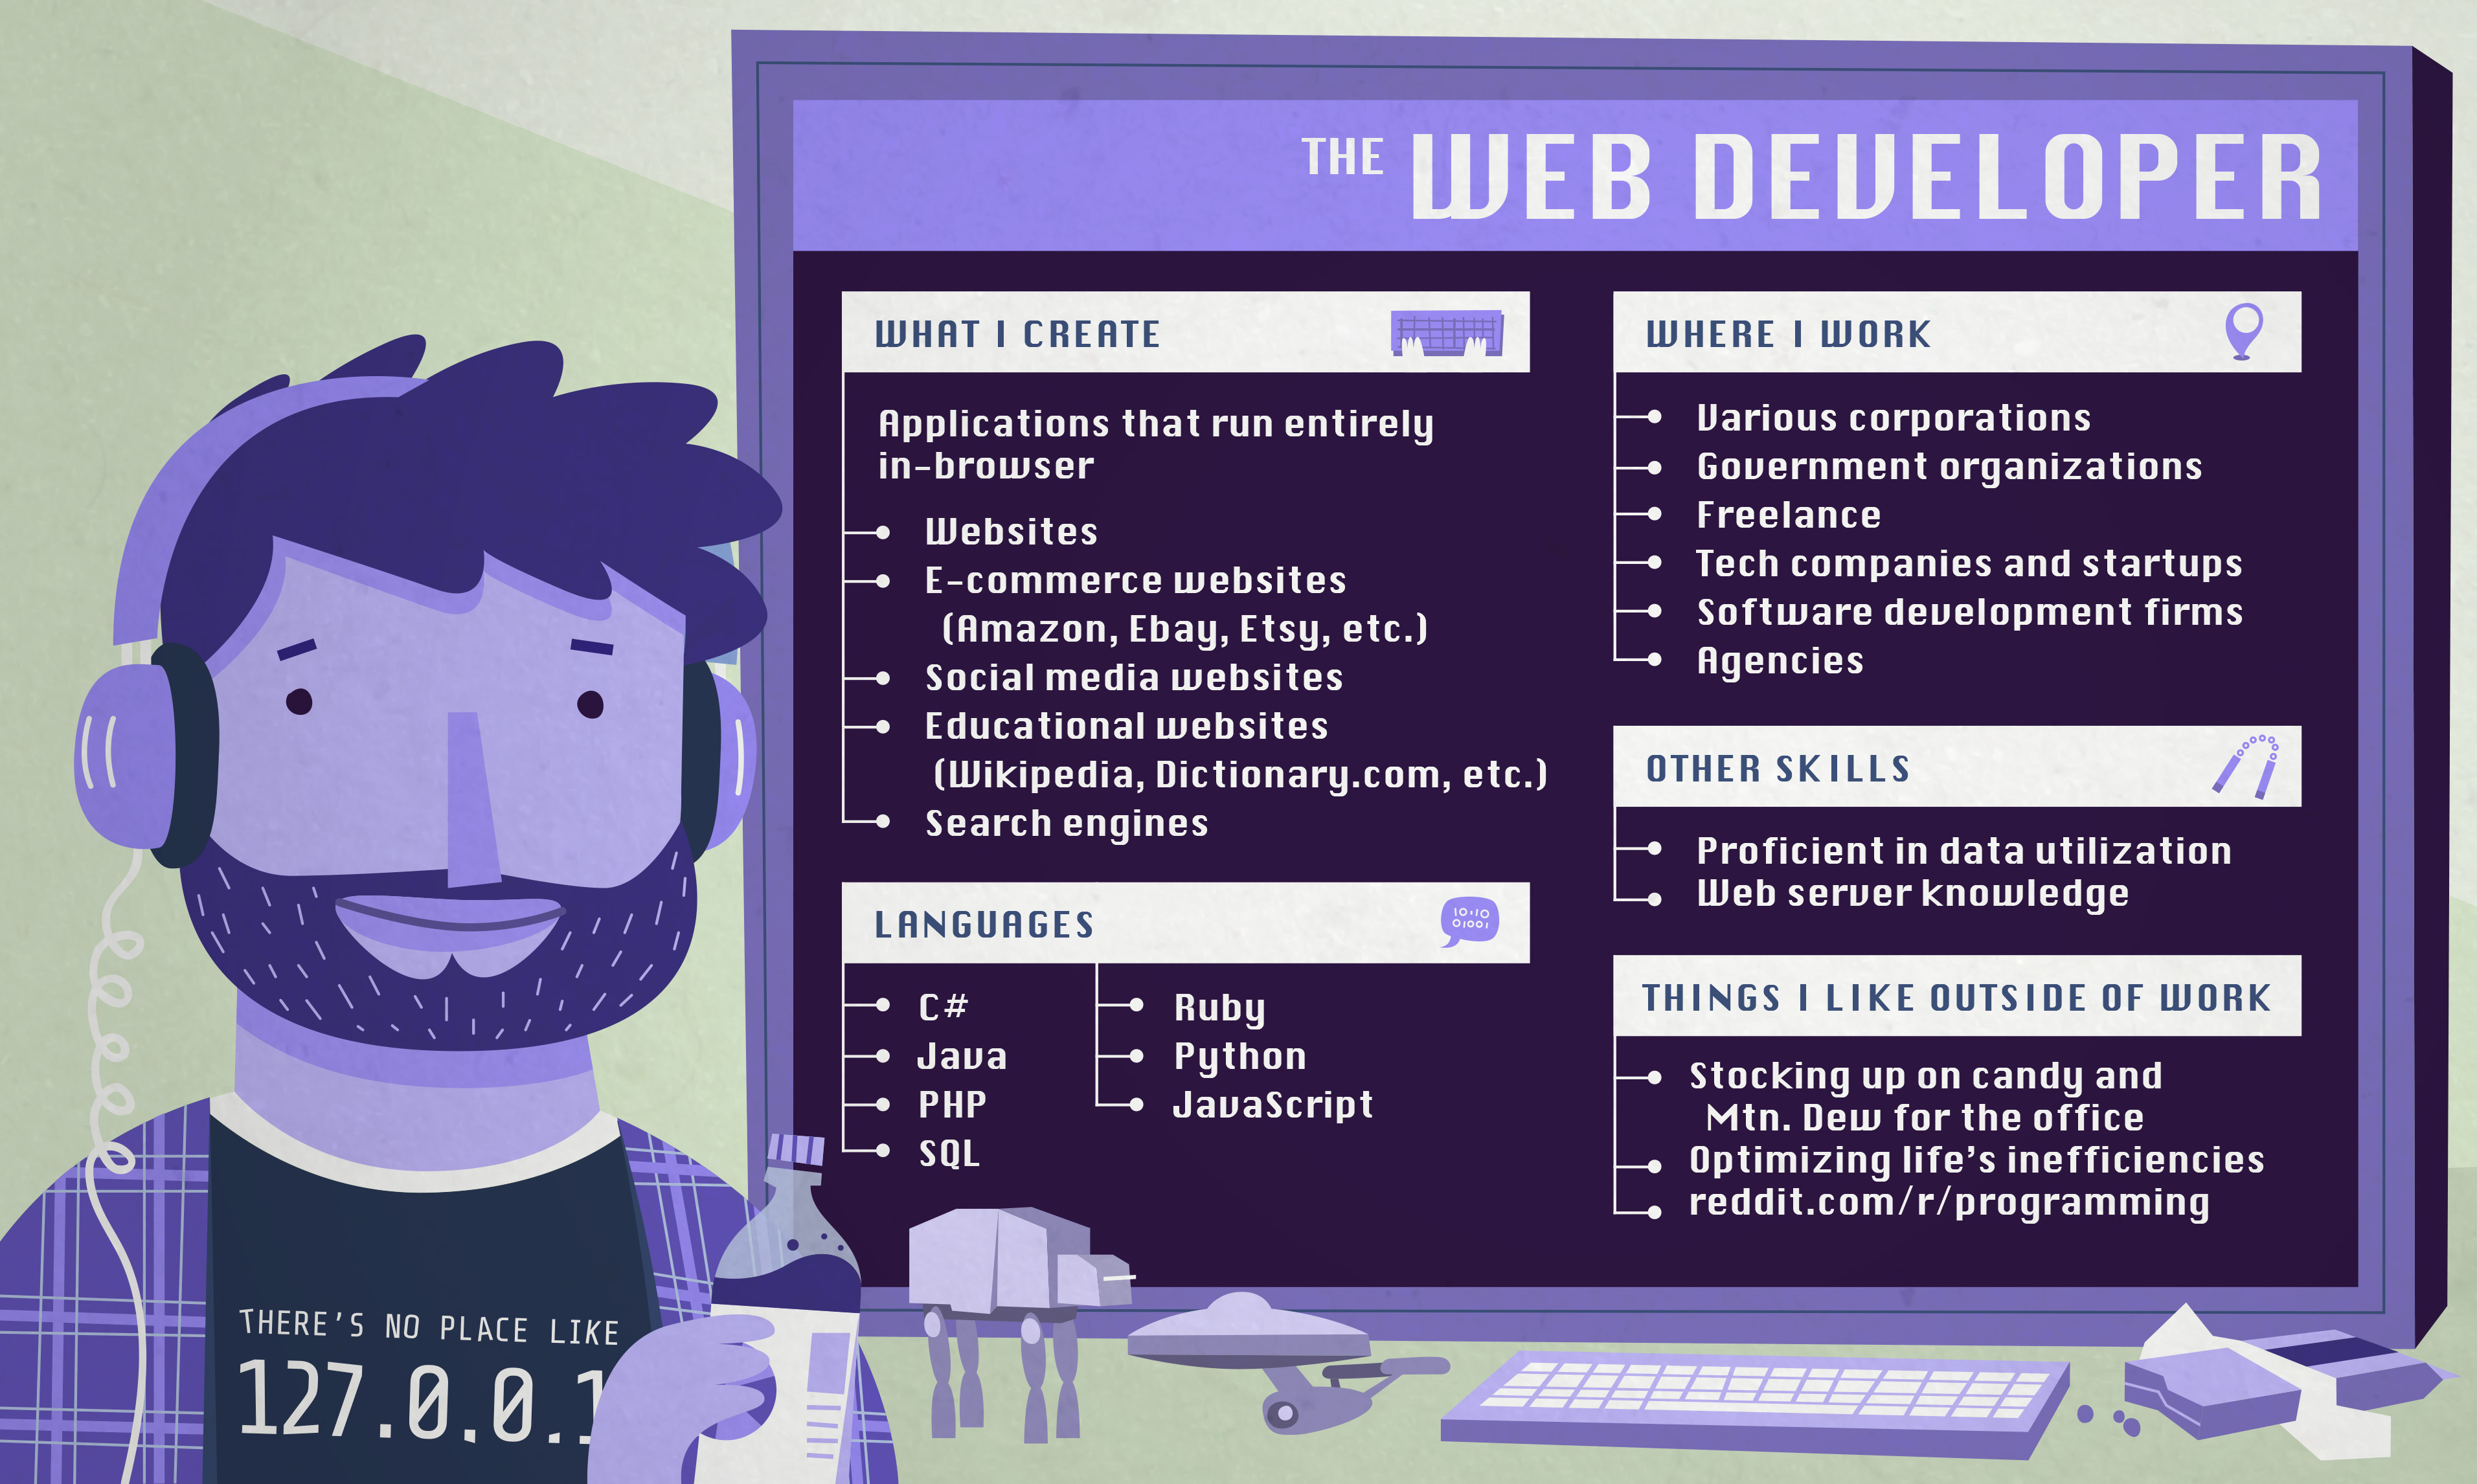 THE WEB DEVELOPER
WHAT I CREATE
Applications that run entirely
in-browser
Websites
E-commerce websites
(Amazon, Ebay, Etsy, etc.)
Social media websites
Educational websites
(Wikipedia, Dictionary.com, etc.)
Search engines
LANGUAGES
10110
01001
C#
Java
PHP
SQL
Ruby
Python
JavaScript
WHERE I WORK
Various corporations
Government organizations
Freelance
Tech companies and startups
Software development firms
Agencies
OTHER SKILLS
Proficient in data utilization
Web server knowledge
THINGS I LIKE OUTSIDE OF WORK
Stocking up on candy and
Mtn. Dew for the office
Optimizing life's inefficiencies
reddit.com/r/programming
THERE'S NO PLACE LIKE
127.0.0.1